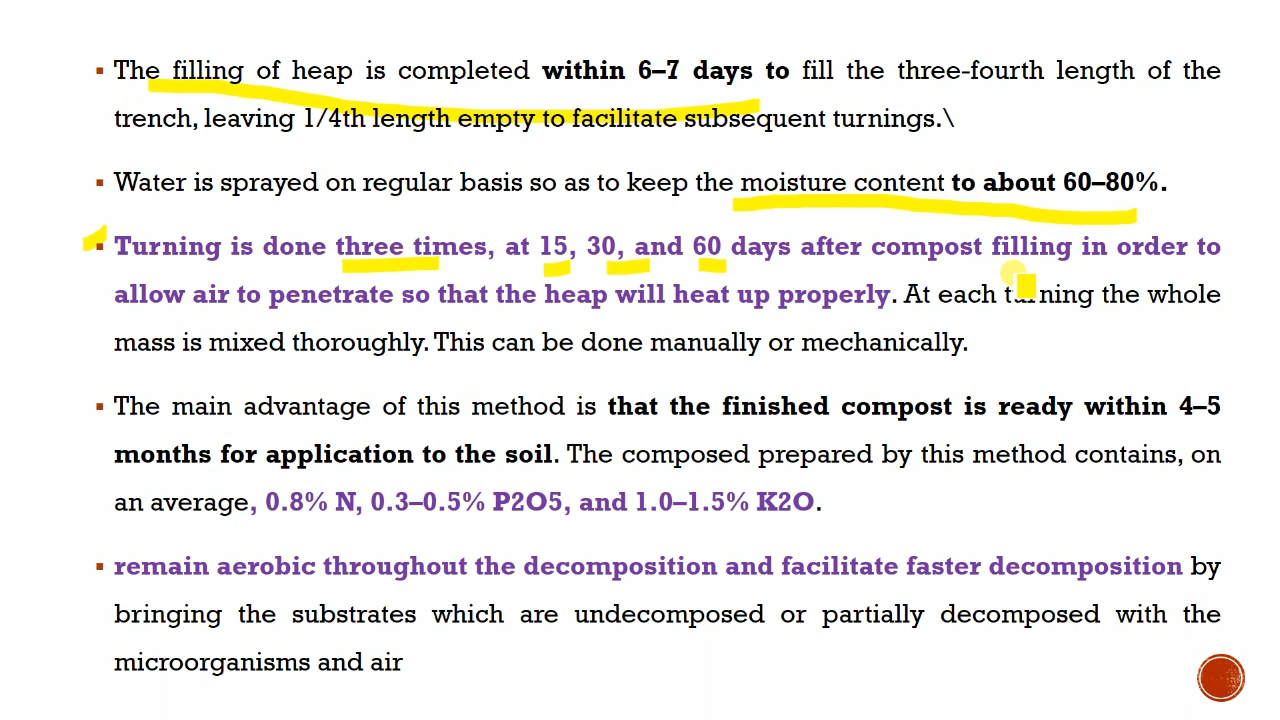 The filling of heap is completed within 6–7 days to fill the three-fourth length of the
trench, leaving 1/4th length empty to facilitate subsequent turnings.\
Water is sprayed on regular basis so as to keep the moisture content to about 60–80%.
Turning is done three times, at 15, 30, and 60 days after compost filling in order to
allow air to penetrate so that the heap will heat up properly. At each turning the whole
mass is mixed thoroughly. This can be done manually or mechanically.
The main advantage of this method is that the finished compost is ready within 4–5
months for application to the soil. The composed prepared by this method contains, on
an average, 0.8% N, 0.3–0.5% P2O5, and 1.0–1.5% K2O.
remain aerobic throughout the decomposition and facilitate faster decomposition by
bringing the substrates which are undecomposed or partially decomposed with the
microorganisms and air